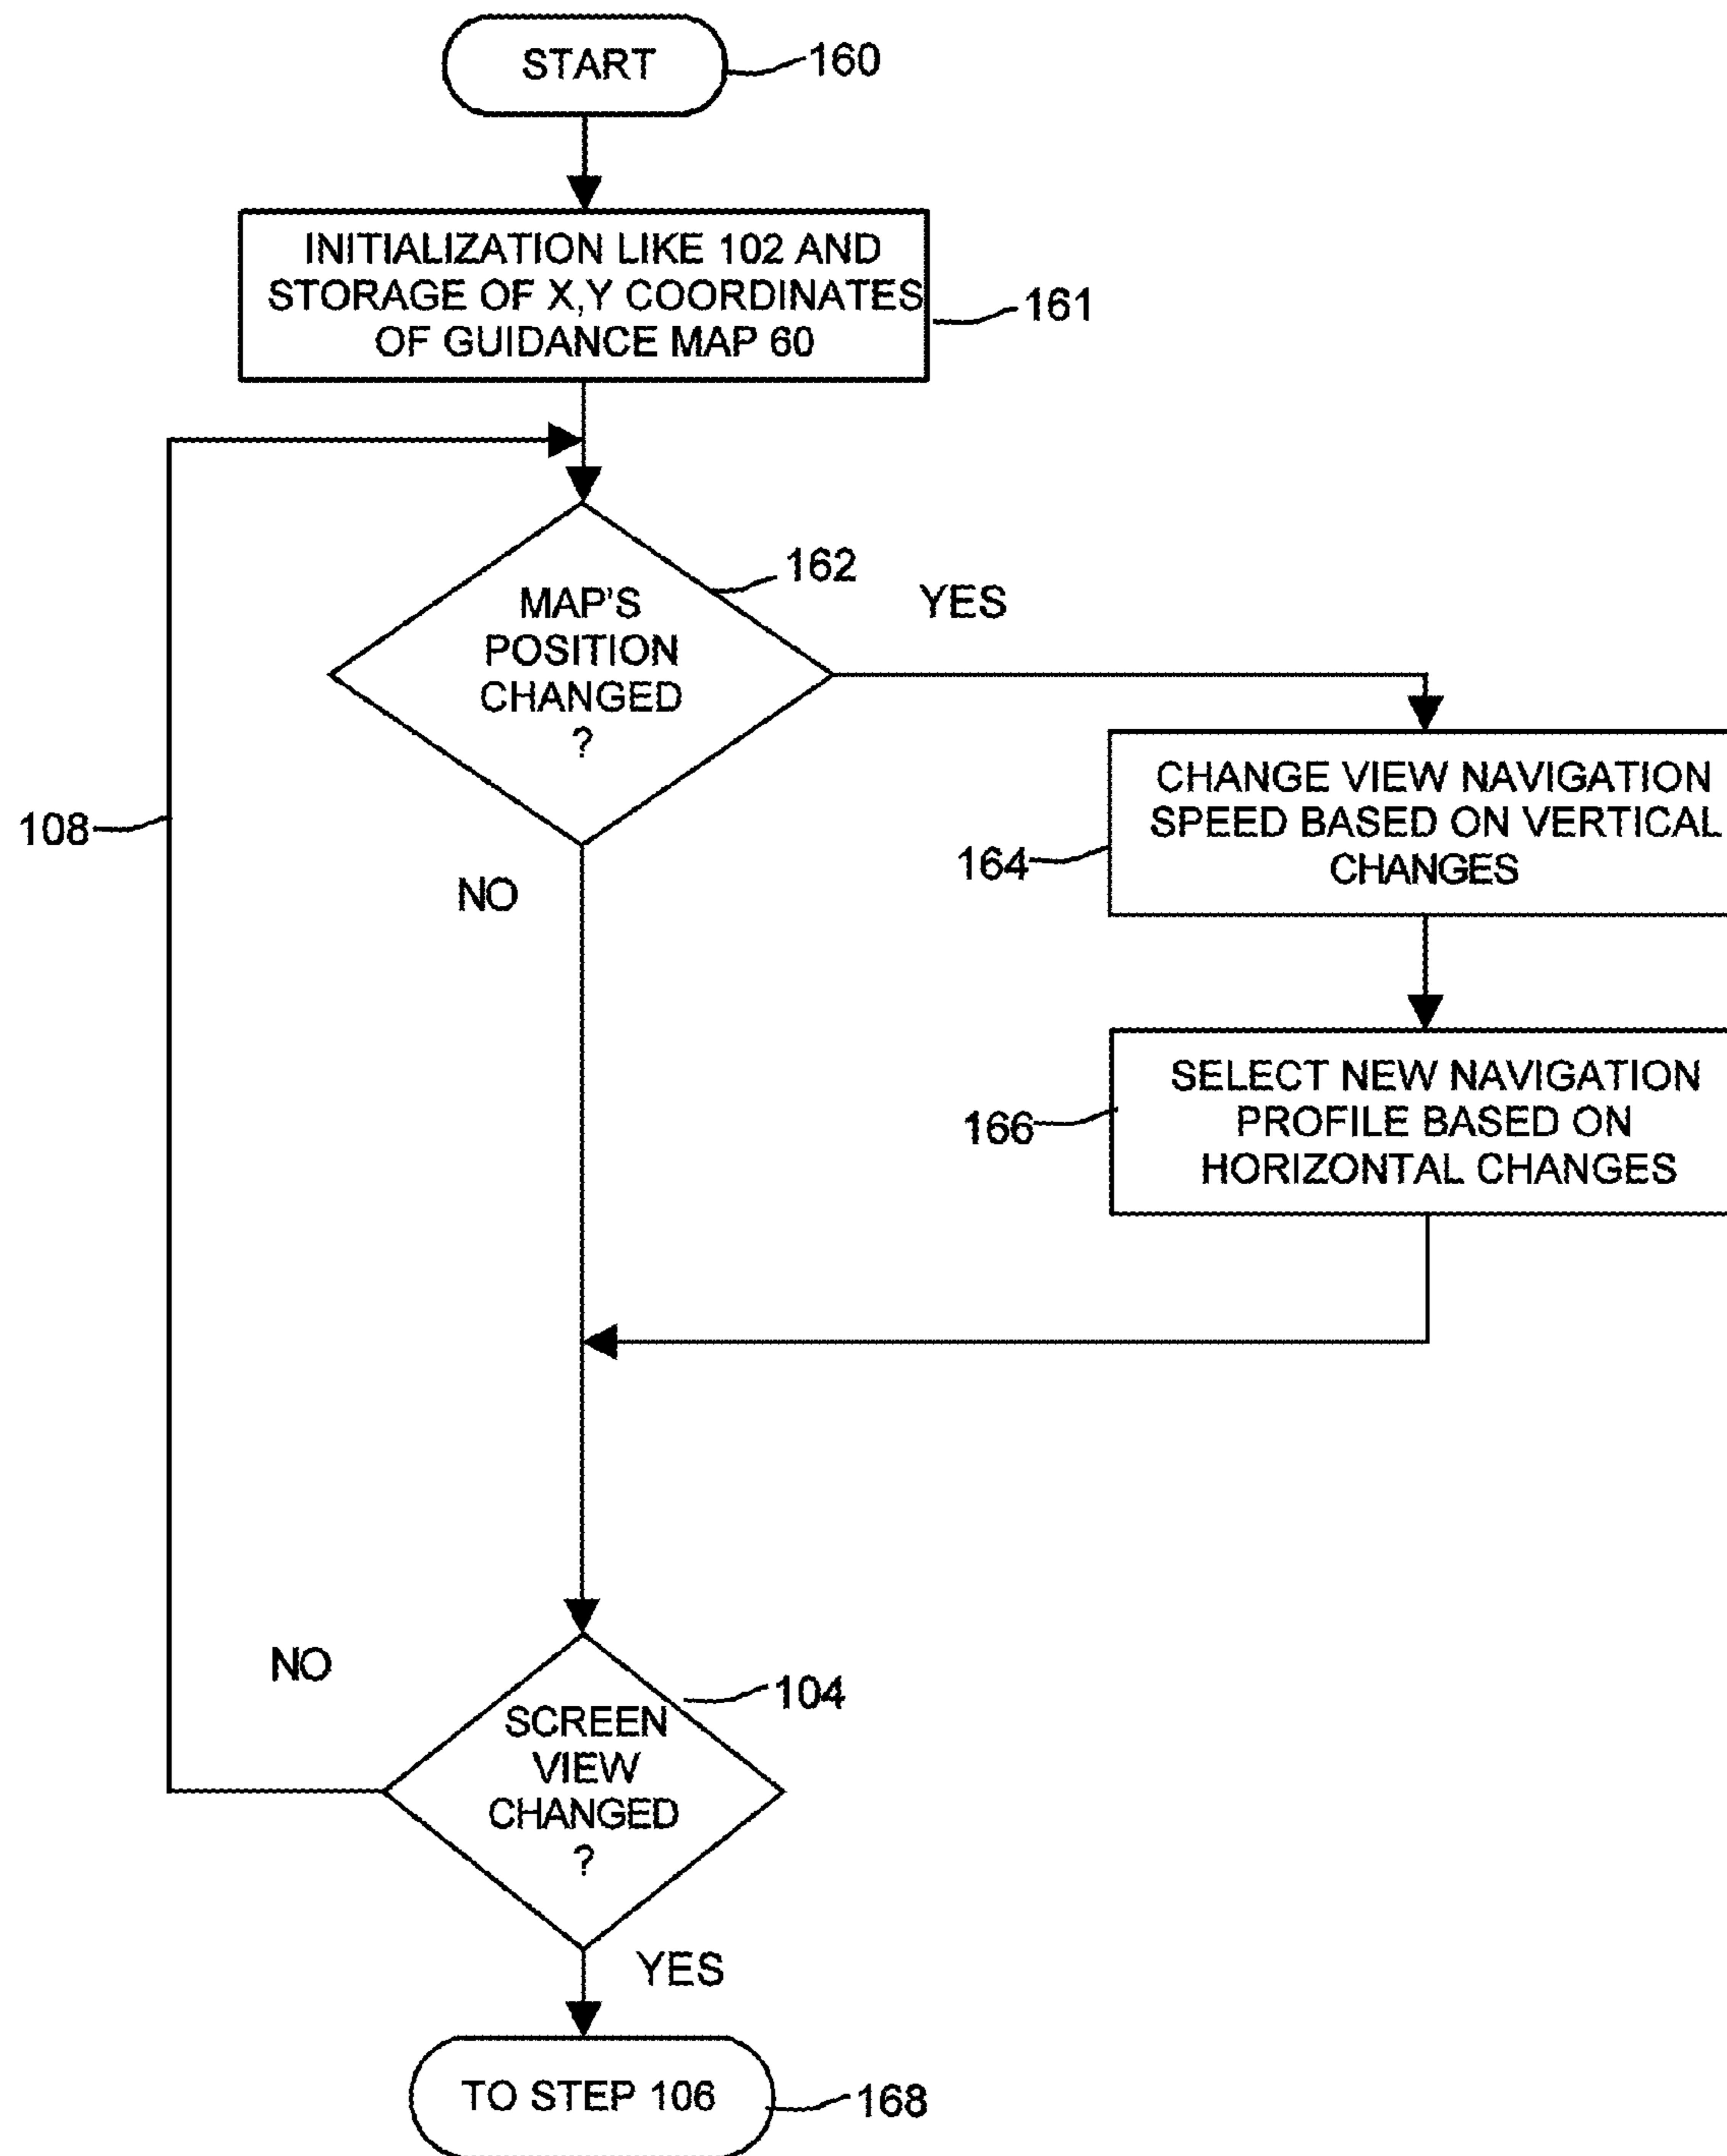 START
160
INITIALIZATION LIKE 102 AND
STORAGE OF X,Y COORDINATES
OF GUIDANCE MAP 60
161
MAP'S
POSITION
CHANGED
?
162
YES
NO
108
CHANGE VIEW NAVIGATION
SPEED BASED ON VERTICAL
CHANGES
164
SELECT NEW NAVIGATION
PROFILE BASED ON
HORIZONTAL CHANGES
166
NO
SCREEN
VIEW
CHANGED
?
104
YES
TO STEP 106
168